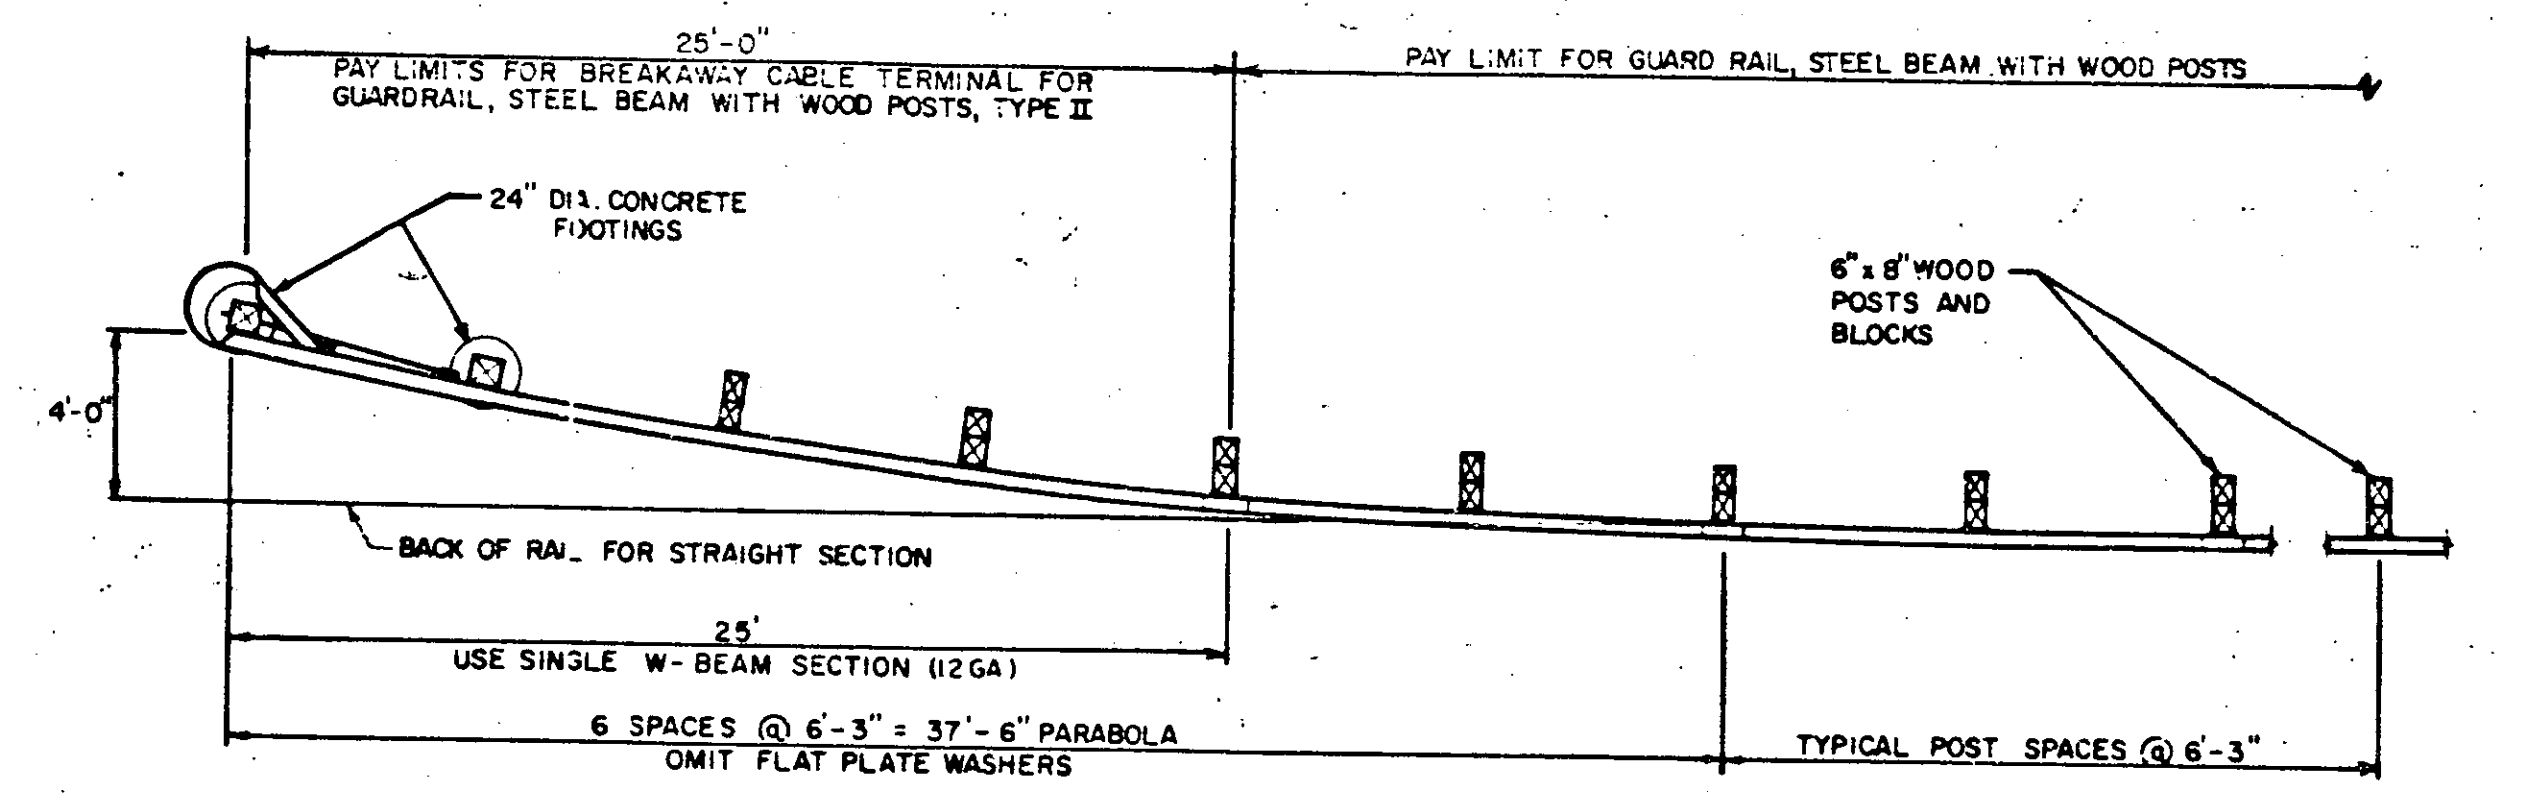 25'-0"
PAY LIMITS FOR BREAKAWAY CABLE TERMINAL FOR
GUARDRAIL, STEEL BEAM WITH WOOD POSTS, TYPE II
PAY LIMIT FOR GUARD RAIL, STEEL BEAM WITH WOOD POSTS
24" DIA. CONCRETE
FOOTINGS
6" x 8" WOOD
POSTS AND
BLOCKS
4'-0"
BACK OF RAIL FOR STRAIGHT SECTION
25'
USE SINGLE W-BEAM SECTION (12 GA)
6 SPACES @ 6'-3" = 37'-6" PARABOLA
OMIT FLAT PLATE WASHERS
TYPICAL POST SPACES @ 6'-3"